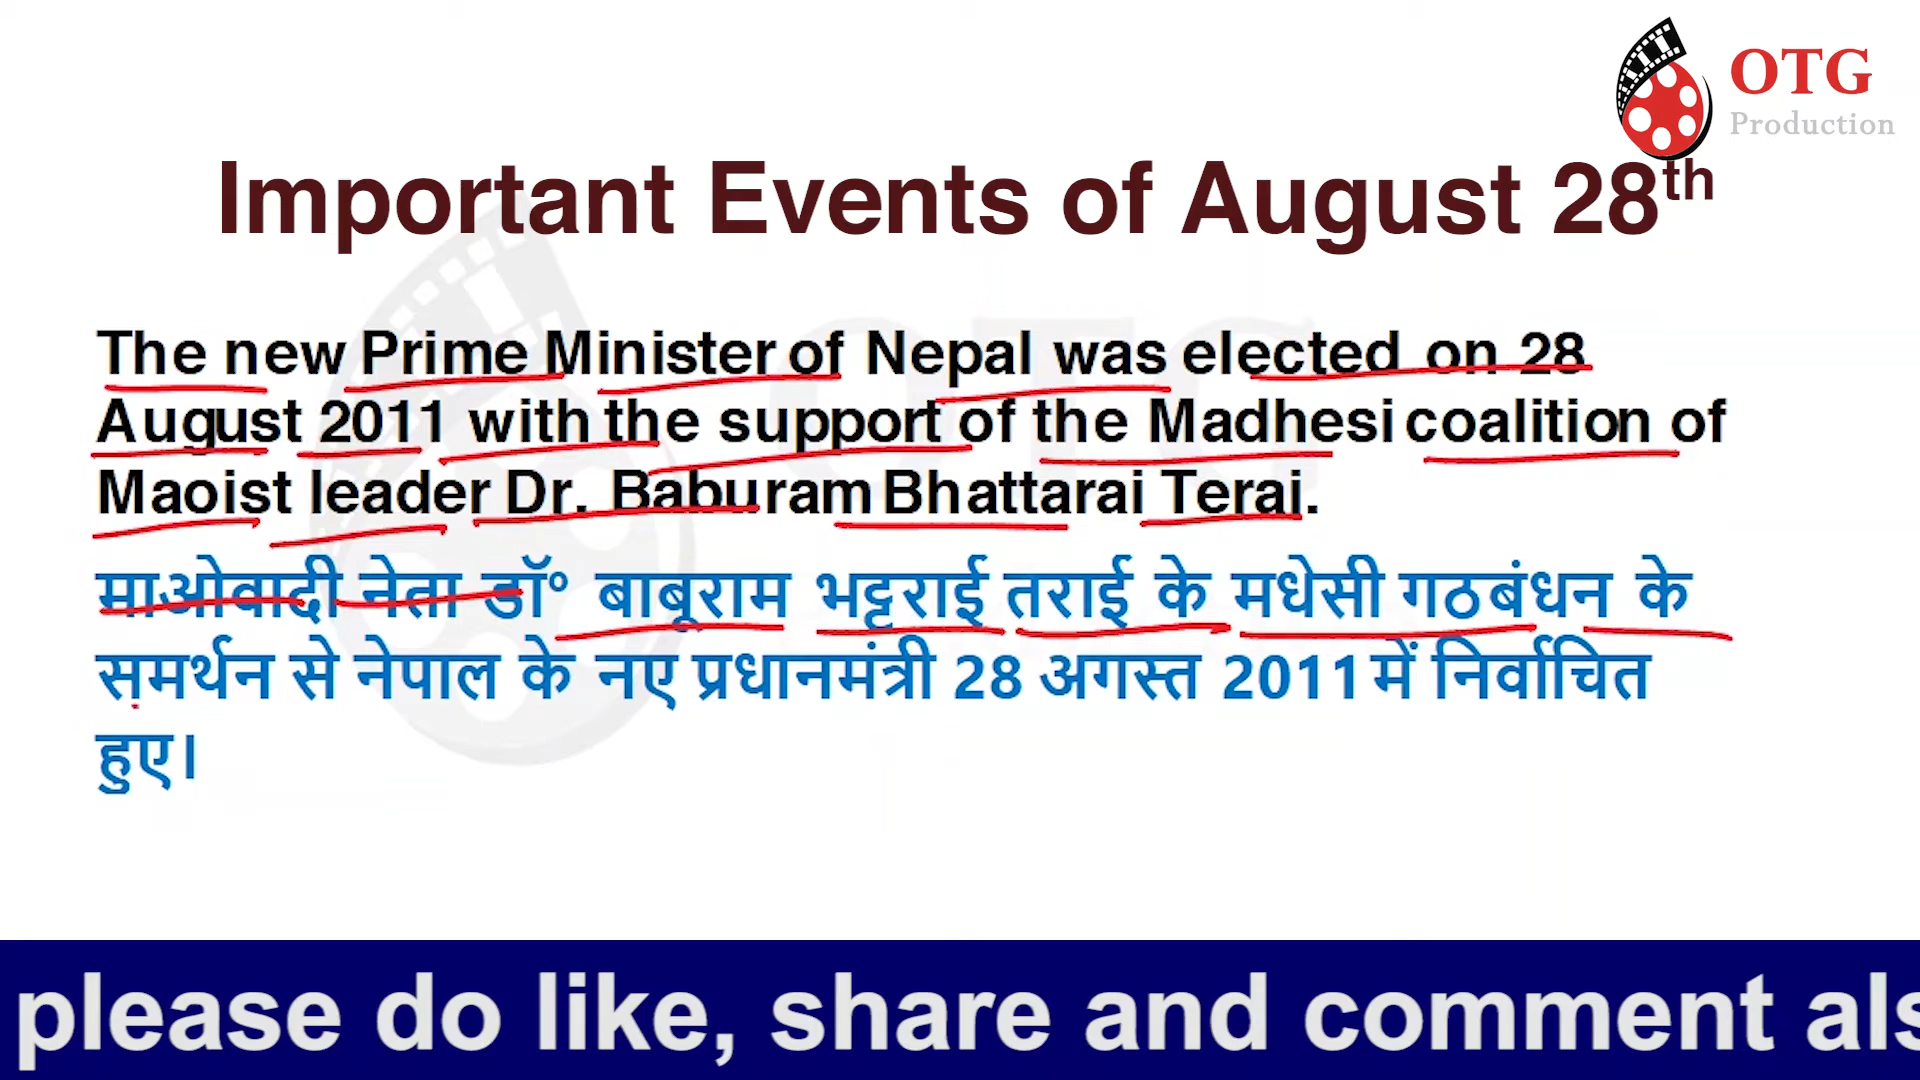 OTG
Production
Important Events of August 28th
The new Prime Minister of Nepal was elected on 28
August 2011 with the support of the Madhesi coalition of
Maoist leader Dr. Baburam Bhattarai Terai.
माओवादी नेता डॉ० बाबूराम भट्टराई तराई के मधेसी गठबंधन के
समर्थन से नेपाल के नए प्रधानमंत्री 28 अगस्त 2011 में निर्वाचित
हुए।
please do like, share and comment als